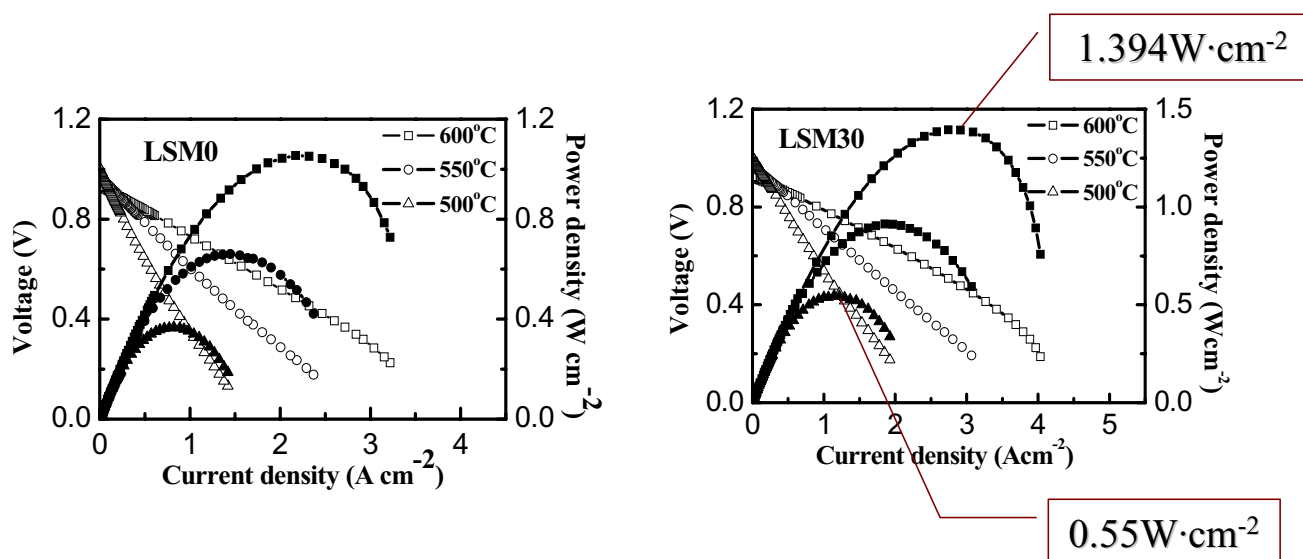 1.394W·cm-2
LSM0
600°C
550°C
500°C
1.2
0.8
0.4
0.0
Voltage (V)
0 1 2 3 4
Current density (A cm-2)
1.2
0.8
0.4
0.0
Power density (W cm-2)
LSM30
600°C
550°C
500°C
1.2
0.8
0.4
0.0
Voltage (V)
0 1 2 3 4 5
Current density (Acm-2)
1.5
1.0
0.5
0.0
Power density (Wcm-2)
0.55W·cm-2